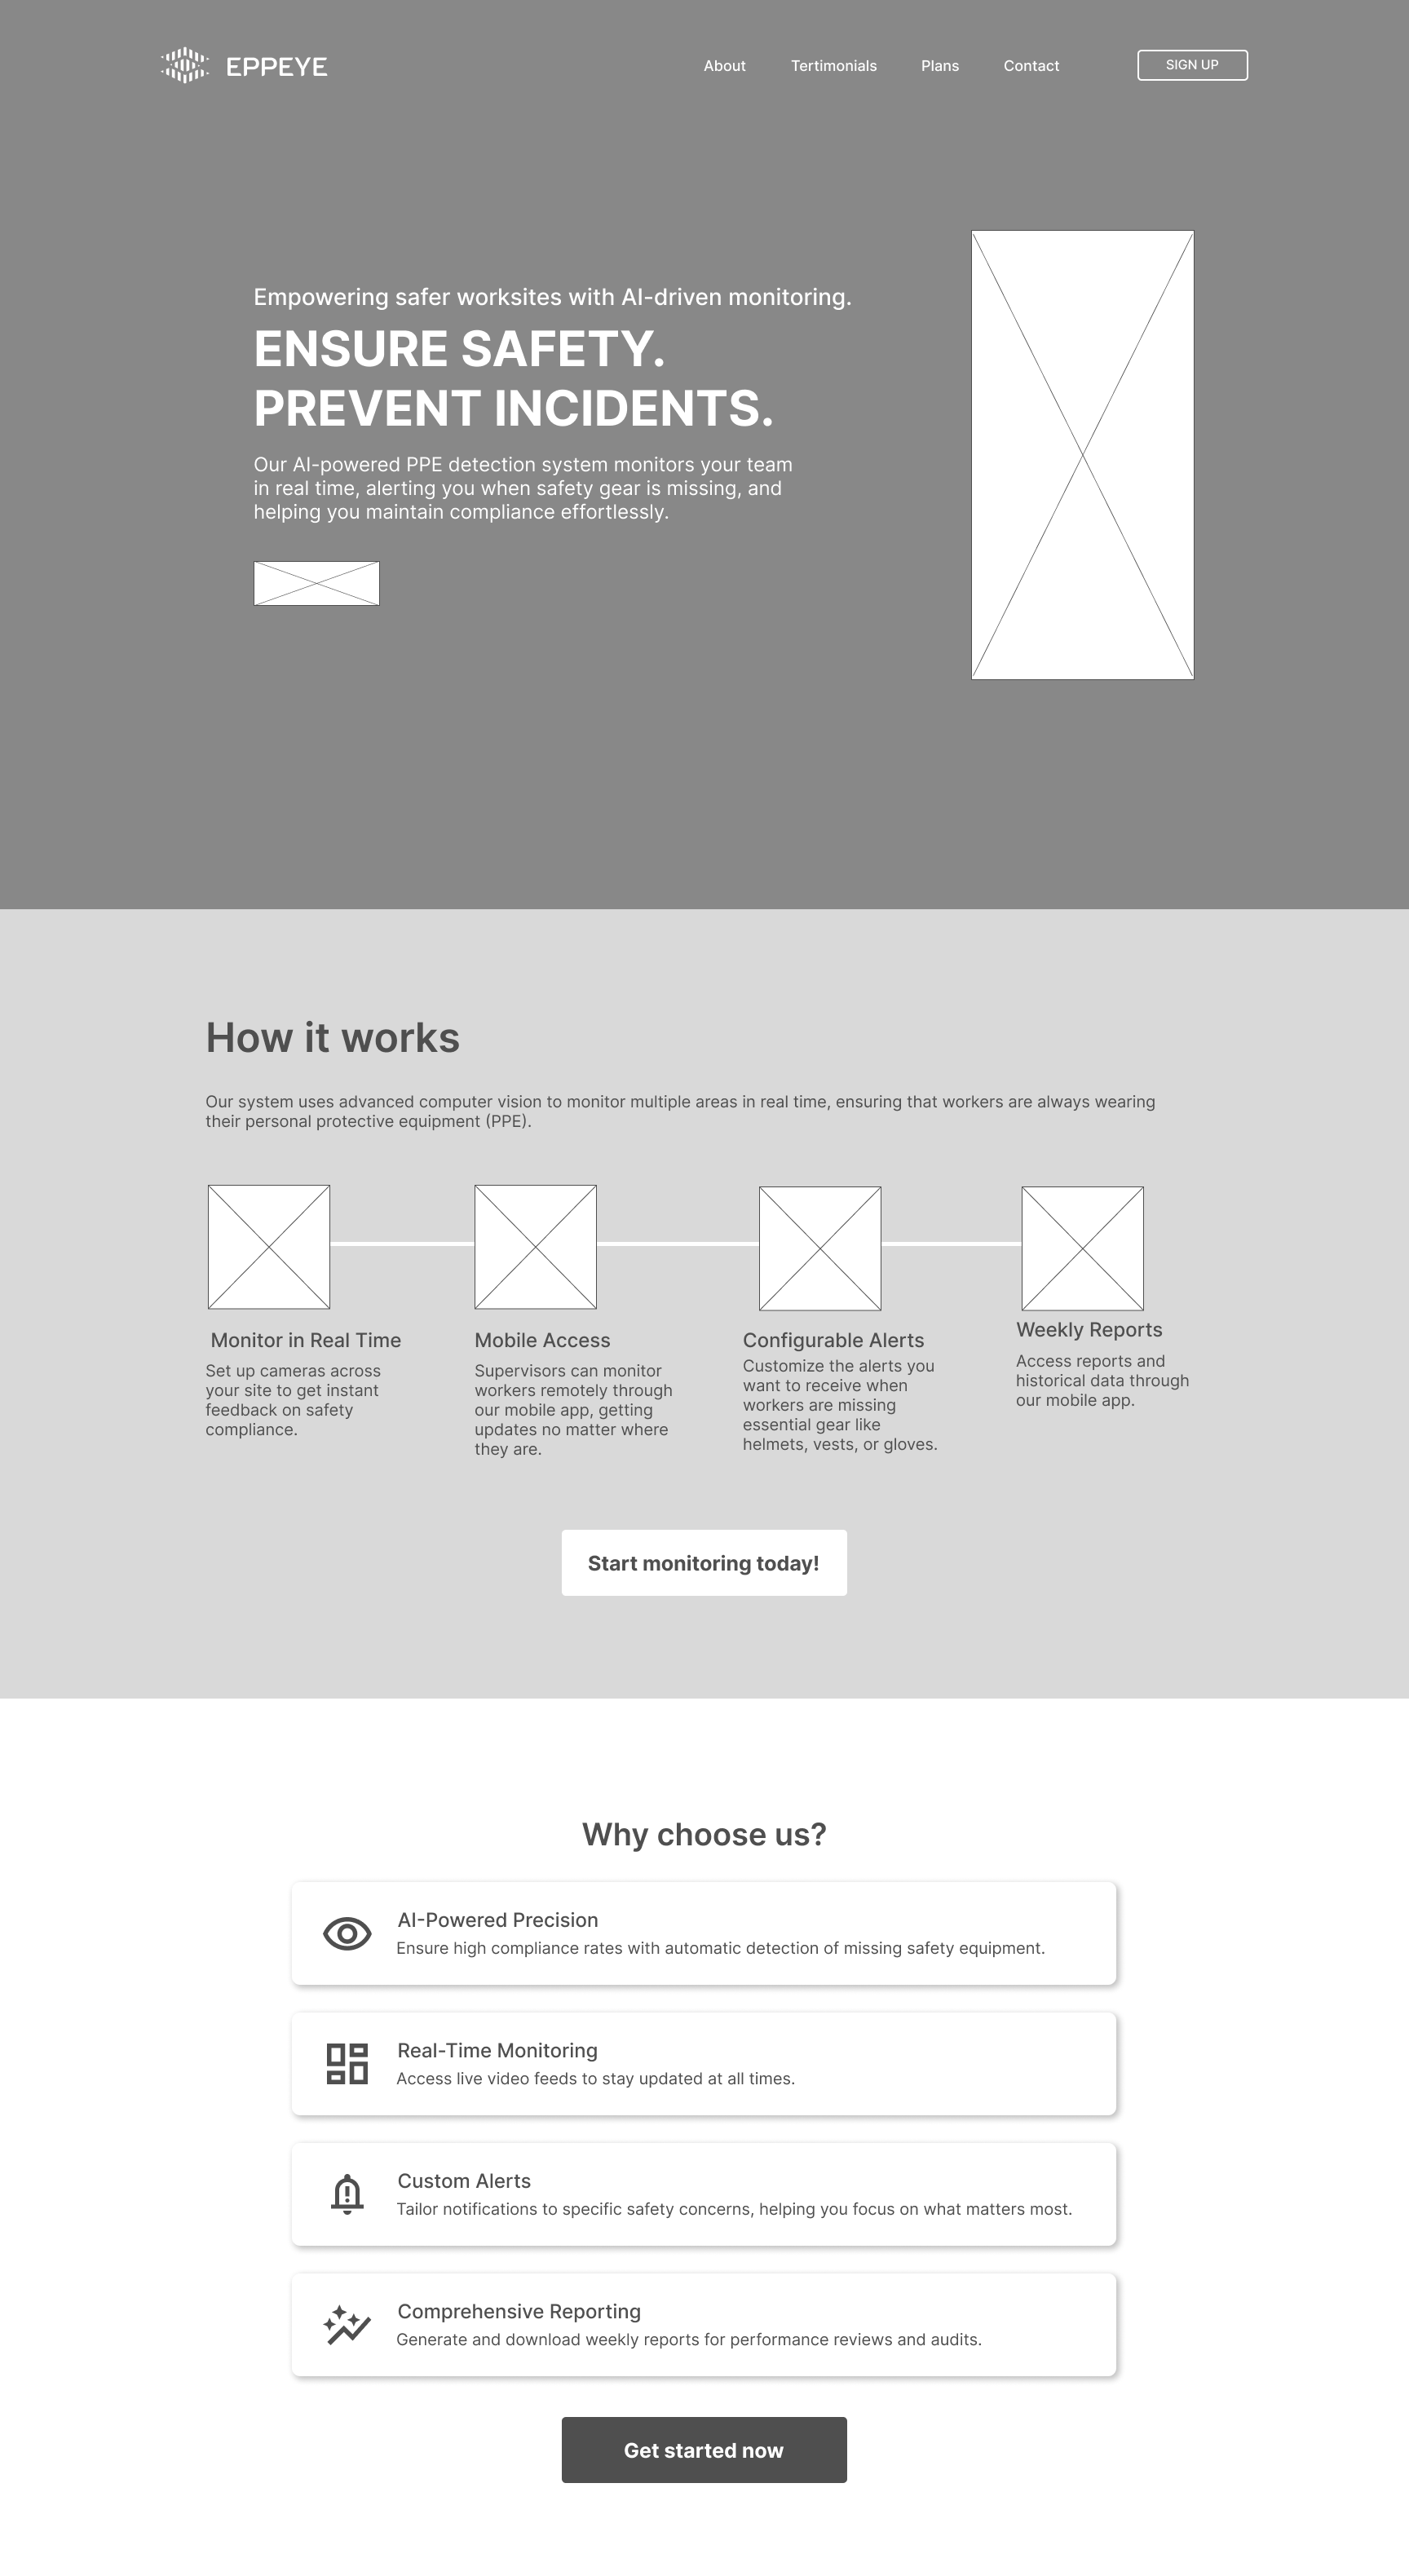 EPPEYE
About Tertimonials Plans Contact SIGN UP
Empowering safer worksites with AI-driven monitoring.
ENSURE SAFETY.
PREVENT INCIDENTS.
Our AI-powered PPE detection system monitors your team
in real time, alerting you when safety gear is missing, and
helping you maintain compliance effortlessly.
How it works
Our system uses advanced computer vision to monitor multiple areas in real time, ensuring that workers are always wearing
their personal protective equipment (PPE).
Monitor in Real Time
Set up cameras across
your site to get instant
feedback on safety
compliance.
Mobile Access
Supervisors can monitor
workers remotely through
our mobile app, getting
updates no matter where
they are.
Configurable Alerts
Customize the alerts you
want to receive when
workers are missing
essential gear like
helmets, vests, or gloves.
Weekly Reports
Access reports and
historical data through
our mobile app.
Start monitoring today!
Why choose us?
AI-Powered Precision
Ensure high compliance rates with automatic detection of missing safety equipment.
Real-Time Monitoring
Access live video feeds to stay updated at all times.
Custom Alerts
Tailor notifications to specific safety concerns, helping you focus on what matters most.
Comprehensive Reporting
Generate and download weekly reports for performance reviews and audits.
Get started now